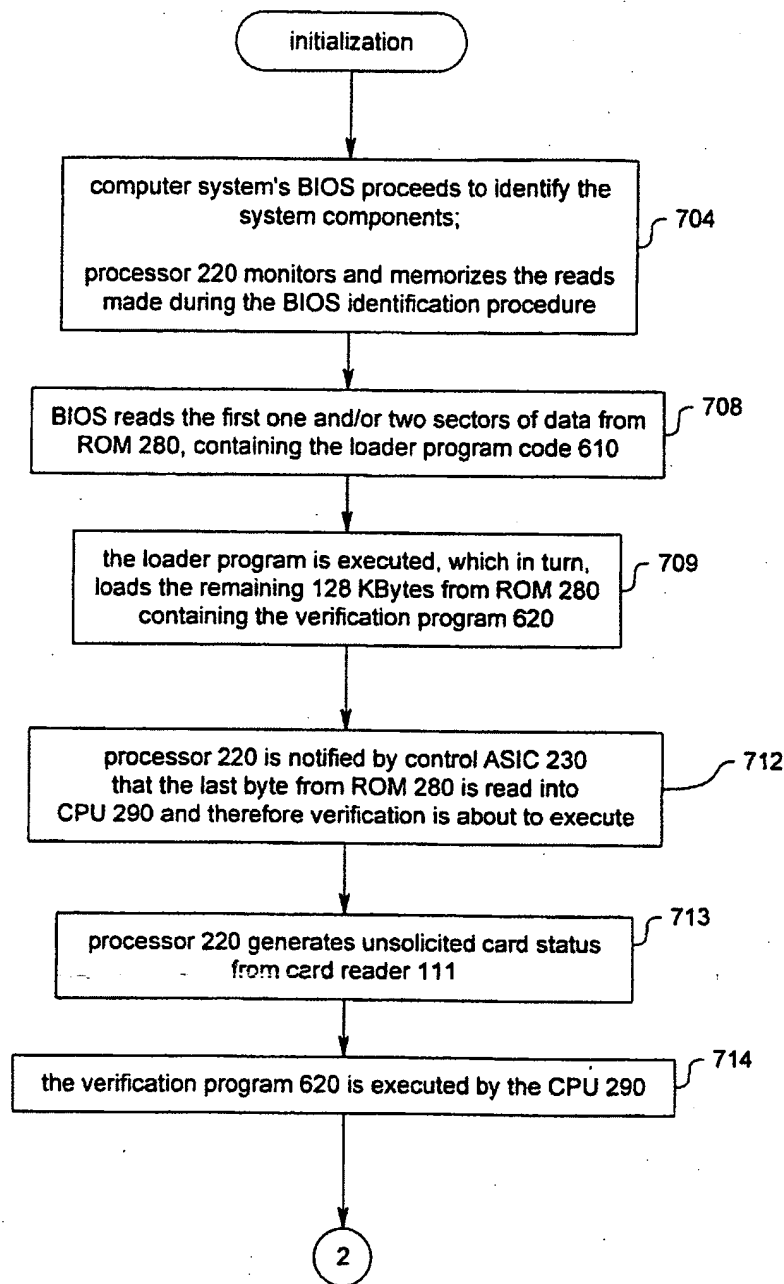 initialization
computer system's BIOS proceeds to identify the
system components;
processor 220 monitors and memorizes the reads
made during the BIOS identification procedure
704
BIOS reads the first one and/or two sectors of data from
ROM 280, containing the loader program code 610
708
the loader program is executed, which in turn,
loads the remaining 128 KBytes from ROM 280
containing the verification program 620
709
processor 220 is notified by control ASIC 230
that the last byte from ROM 280 is read into
CPU 290 and therefore verification is about to execute
712
processor 220 generates unsolicited card status
from card reader 111
713
the verification program 620 is executed by the CPU 290
714
2